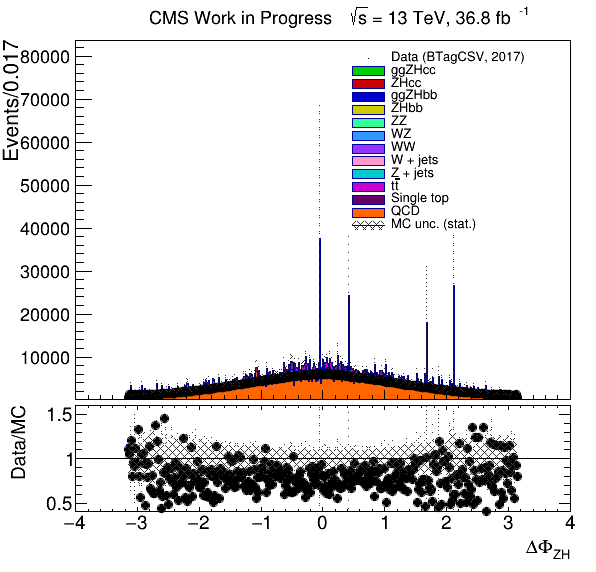 CMS Work in Progress √s = 13 TeV, 36.8 fb -1
Events/0.017
80000
70000
60000
50000
40000
30000
20000
10000
Data (BTagCSV, 2017)
ggZHcc
ZHcc
ggZHbb
ZHbb
ZZ
WZ
WW
W + jets
Z + jets
tt̅
Single top
QCD
MC unc. (stat.)
Data/MC
1.5
1
0.5
−4 −3 −2 −1 0 1 2 3 4
ΔΦZH